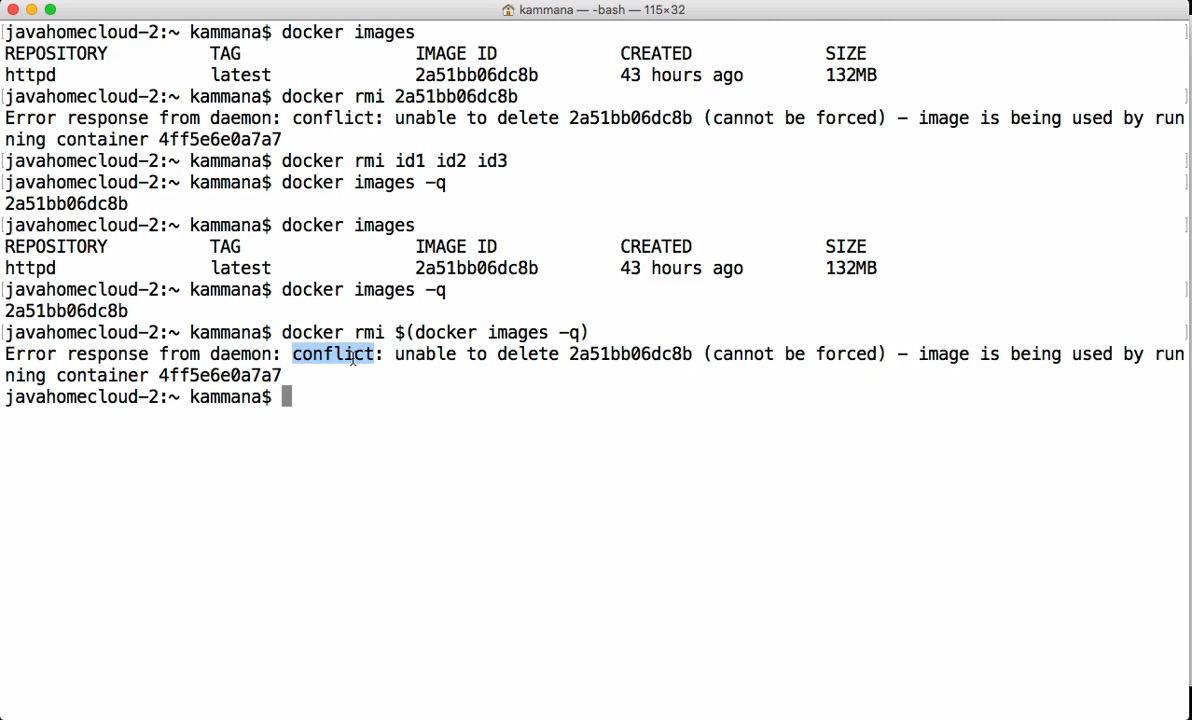 kammana — -bash — 115×32
[javahomecloud-2:~ kammana$ docker images ]
REPOSITORY TAG IMAGE ID CREATED SIZE
httpd latest 2a51bb06dc8b 43 hours ago 132MB
[javahomecloud-2:~ kammana$ docker rmi 2a51bb06dc8b ]
Error response from daemon: conflict: unable to delete 2a51bb06dc8b (cannot be forced) – image is being used by run
ning container 4ff5e6e0a7a7
[javahomecloud-2:~ kammana$ docker rmi id1 id2 id3 ]
[javahomecloud-2:~ kammana$ docker images -q ]
2a51bb06dc8b
[javahomecloud-2:~ kammana$ docker images ]
REPOSITORY TAG IMAGE ID CREATED SIZE
httpd latest 2a51bb06dc8b 43 hours ago 132MB
[javahomecloud-2:~ kammana$ docker images -q ]
2a51bb06dc8b
[javahomecloud-2:~ kammana$ docker rmi $(docker images -q) ]
Error response from daemon: conflict: unable to delete 2a51bb06dc8b (cannot be forced) – image is being used by run
ning container 4ff5e6e0a7a7
javahomecloud-2:~ kammana$